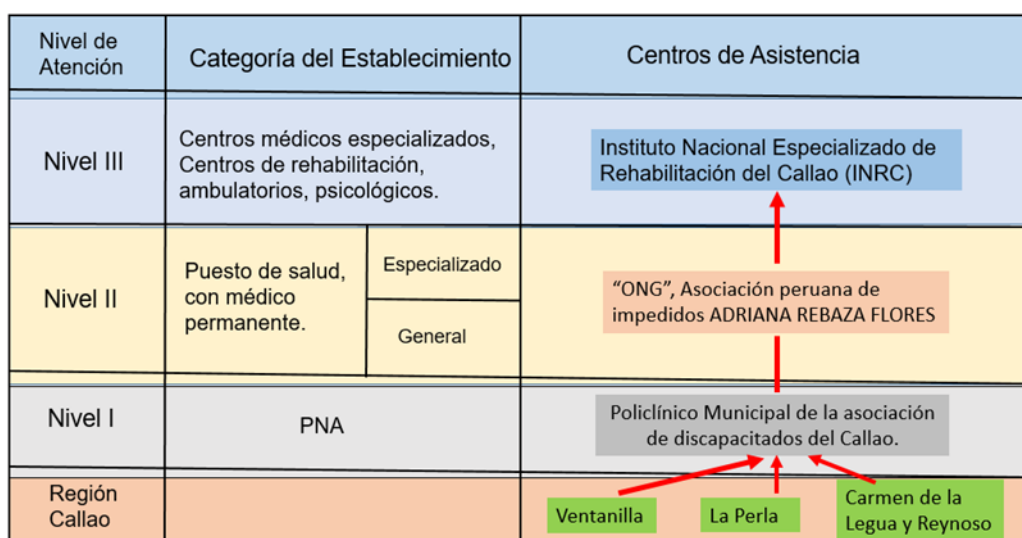 Nivel de
Atención
Categoría del Establecimiento
Centros de Asistencia
Nivel III
Centros médicos especializados,
Centros de rehabilitación,
ambulatorios, psicológicos.
Instituto Nacional Especializado de
Rehabilitación del Callao (INRC)
Nivel II
Puesto de salud,
con médico
permanente.
Especializado
General
“ONG”, Asociación peruana de
impedidos ADRIANA REBAZA FLORES
Nivel I
PNA
Policlínico Municipal de la asociación
de discapacitados del Callao.
Región
Callao
Ventanilla
La Perla
Carmen de la
Legua y Reynoso